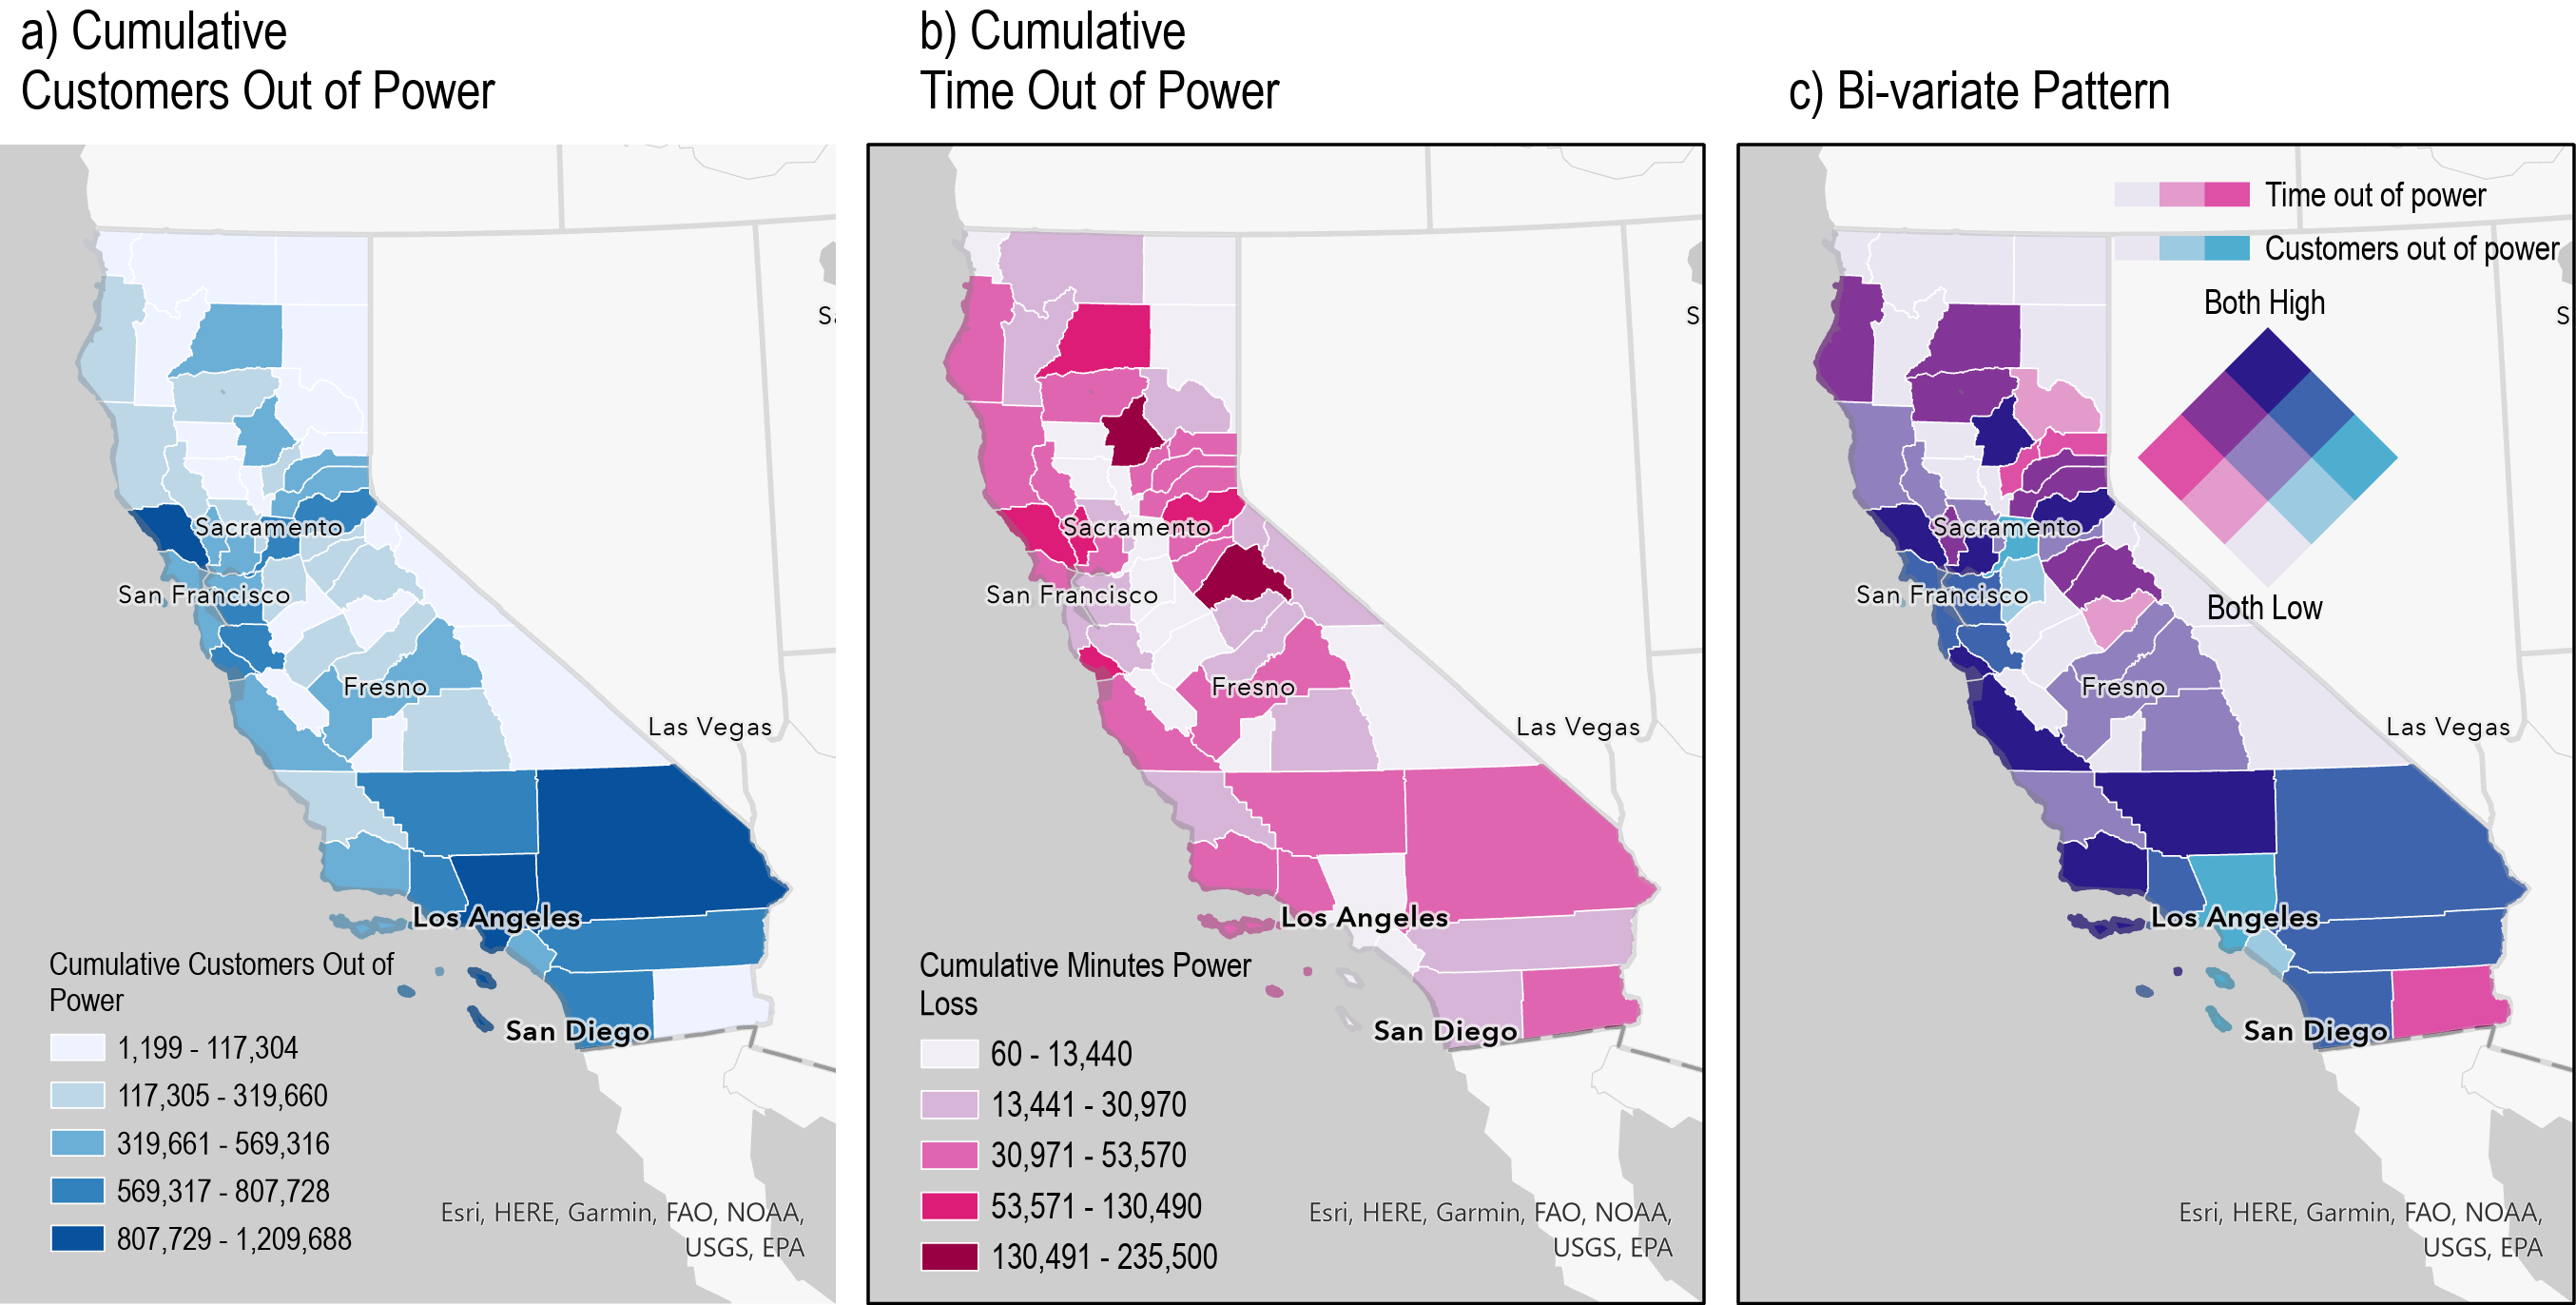 a) Cumulative
Customers Out of Power
Sacramento
San Francisco
Fresno
Las Vegas
Los Angeles
San Diego
Cumulative Customers Out of
Power
1,199 - 117,304
117,305 - 319,660
319,661 - 569,316
569,317 - 807,728
807,729 - 1,209,688
Esri, HERE, Garmin, FAO, NOAA,
USGS, EPA
b) Cumulative
Time Out of Power
S
Sacramento
San Francisco
Fresno
Las Vegas
Los Angeles
San Diego
Cumulative Minutes Power
Loss
60 - 13,440
13,441 - 30,970
30,971 - 53,570
53,571 - 130,490
130,491 - 235,500
Esri, HERE, Garmin, FAO, NOAA,
USGS, EPA
c) Bi-variate Pattern
Time out of power
Customers out of power
Both High
Both Low
S
Sacramento
San Francisco
Fresno
Las Vegas
Los Angeles
San Diego
Esri, HERE, Garmin, FAO, NOAA,
USGS, EPA